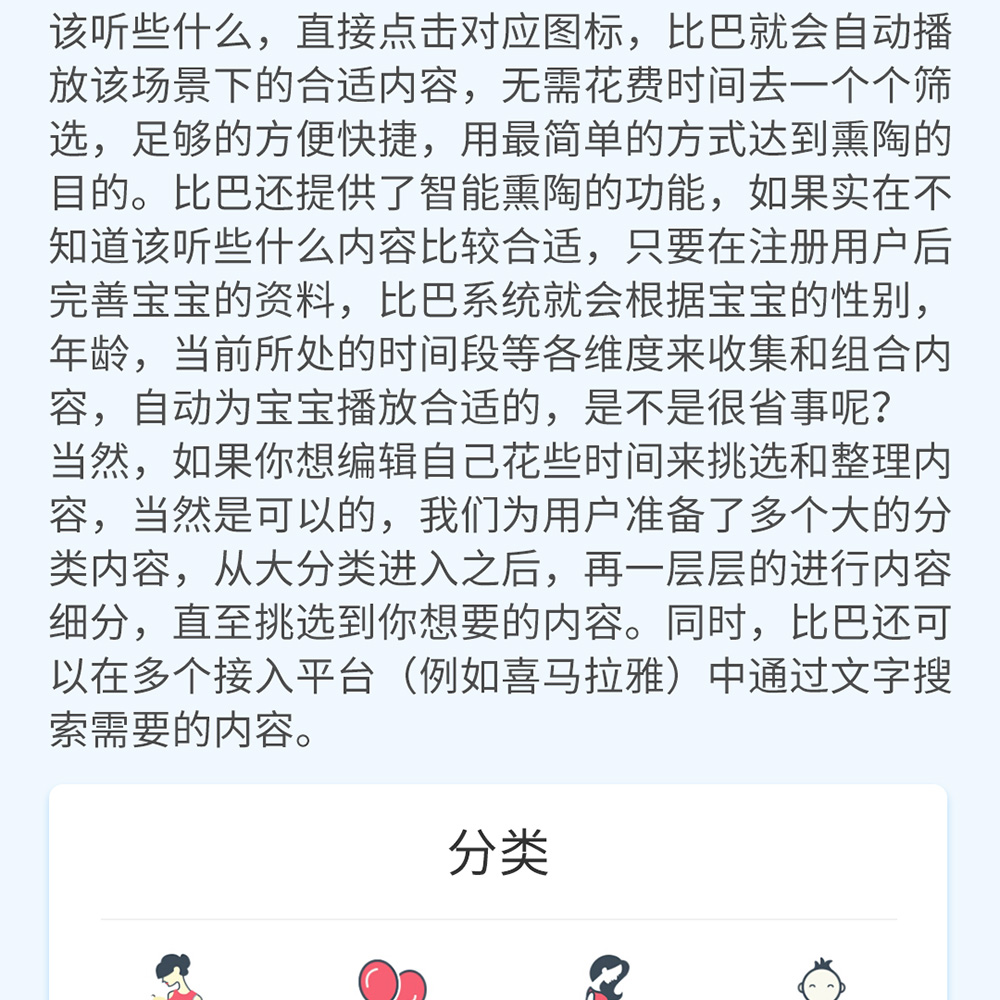 该听些什么，直接点击对应图标，比巴就会自动播
放该场景下的合适内容，无需花费时间去一个个筛
选，足够的方便快捷，用最简单的方式达到熏陶的
目的。比巴还提供了智能熏陶的功能，如果实在不
知道该听些什么内容比较合适，只要在注册用户后
完善宝宝的资料，比巴系统就会根据宝宝的性别，
年龄，当前所处的时间段等各维度来收集和组合内
容，自动为宝宝播放合适的，是不是很省事呢？
当然，如果你想编辑自己花些时间来挑选和整理内
容，当然是可以的，我们为用户准备了多个大的分
类内容，从大分类进入之后，再一层层的进行内容
细分，直至挑选到你想要的内容。同时，比巴还可
以在多个接入平台（例如喜马拉雅）中通过文字搜
索需要的内容。
分类